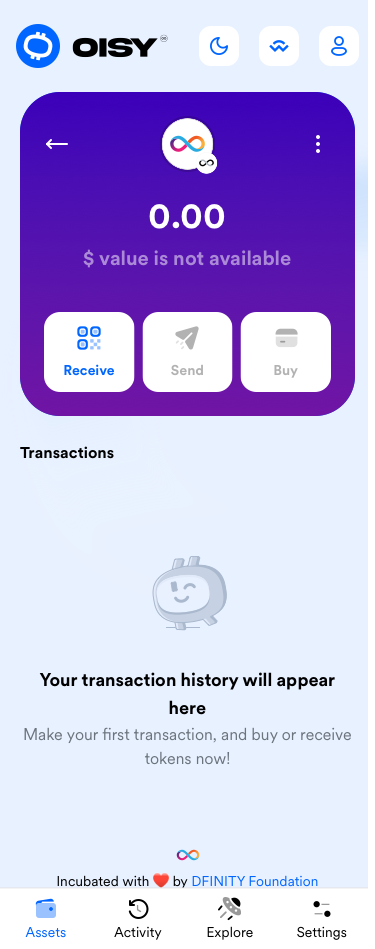 OISY
0.00
$ value is not available
Receive
Send
Buy
Transactions
Your transaction history will appear
here
Make your first transaction, and buy or receive
tokens now!
Incubated with ❤️ by DFINITY Foundation
Assets
Activity
Explore
Settings